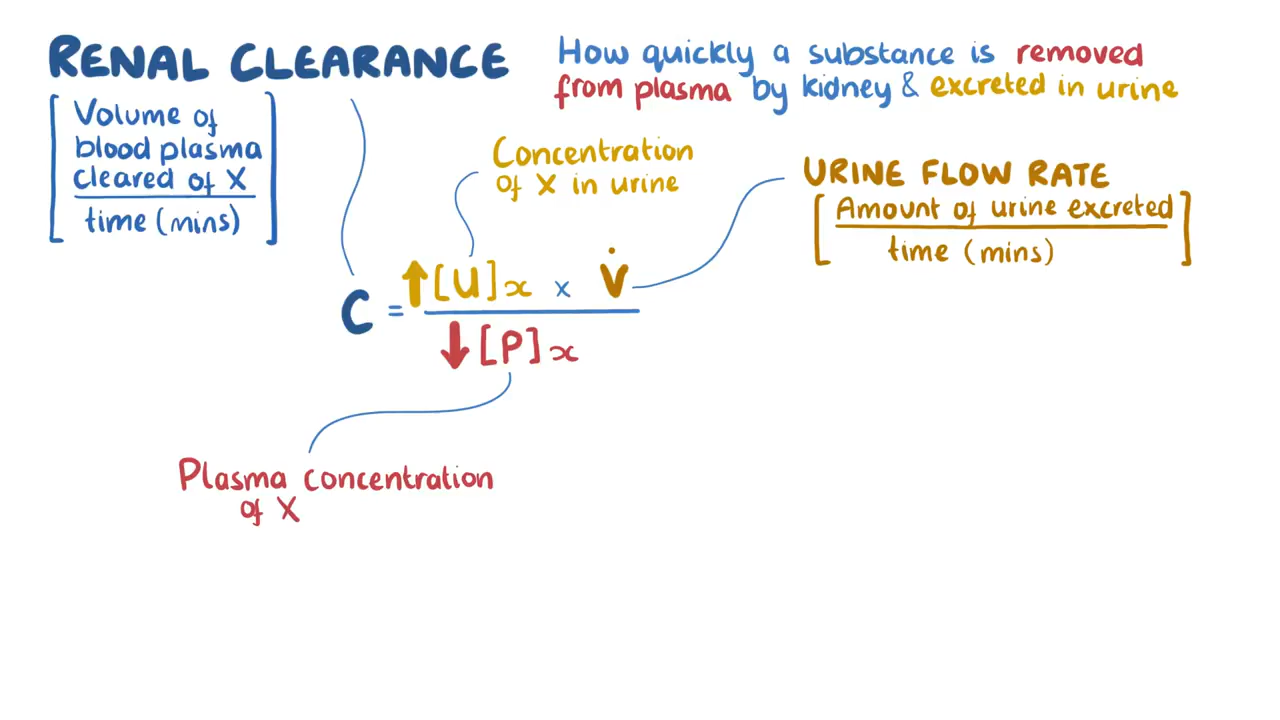 RENAL CLEARANCE
How quickly a substance is removed
from plasma by kidney & excreted in urine
[Volume of
blood plasma
cleared of X
time (mins)]
Concentration
of X in urine
URINE FLOW RATE
[Amount of urine excreted
time (mins)]
C = ↑[U]x × V̇
↓[P]x
Plasma concentration
of X